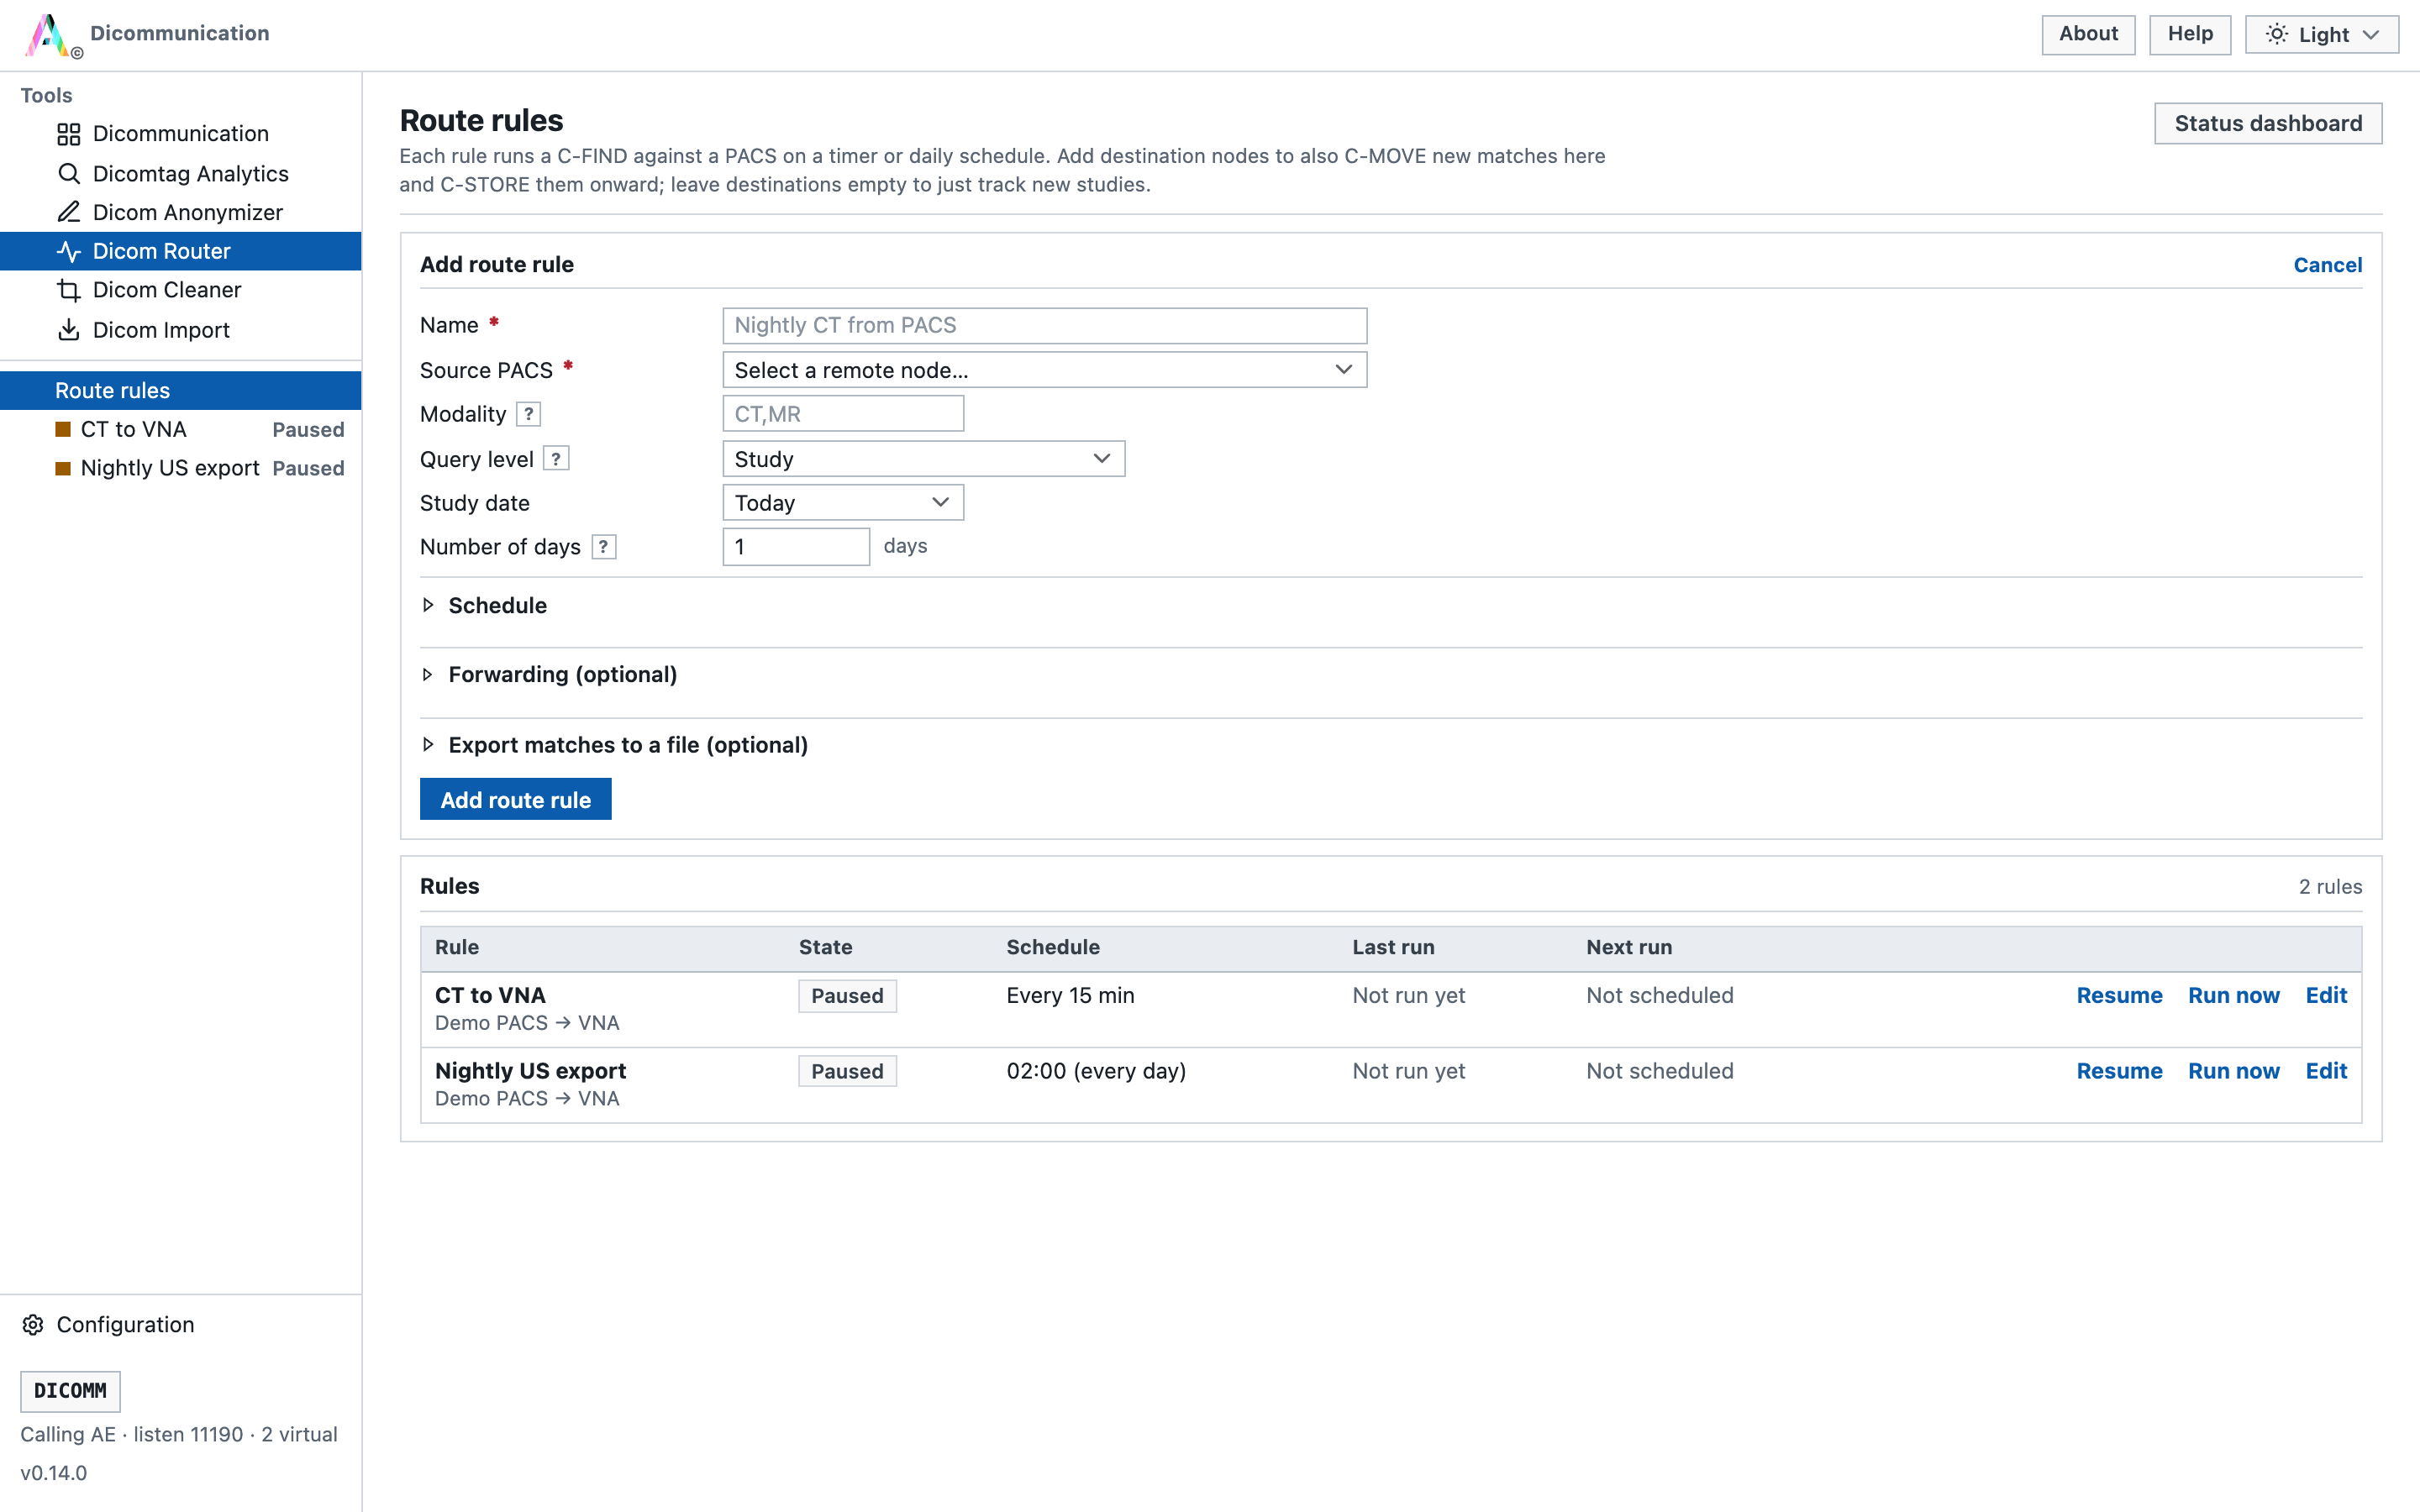 Dicommunication
About
Help
Light
Tools
Dicommunication
Dicomtag Analytics
Dicom Anonymizer
Dicom Router
Dicom Cleaner
Dicom Import
Route rules
CT to VNA Paused
Nightly US export Paused
Configuration
DICOMM
Calling AE · listen 11190 · 2 virtual
v0.14.0
Route rules
Status dashboard
Each rule runs a C-FIND against a PACS on a timer or daily schedule. Add destination nodes to also C-MOVE new matches here
and C-STORE them onward; leave destinations empty to just track new studies.
Add route rule
Cancel
Name * Nightly CT from PACS
Source PACS * Select a remote node...
Modality ? CT,MR
Query level ? Study
Study date Today
Number of days ? 1 days
Schedule
Forwarding (optional)
Export matches to a file (optional)
Add route rule
Rules
2 rules
Rule State Schedule Last run Next run
CT to VNA Paused Every 15 min Not run yet Not scheduled Resume Run now Edit
Demo PACS → VNA
Nightly US export Paused 02:00 (every day) Not run yet Not scheduled Resume Run now Edit
Demo PACS → VNA